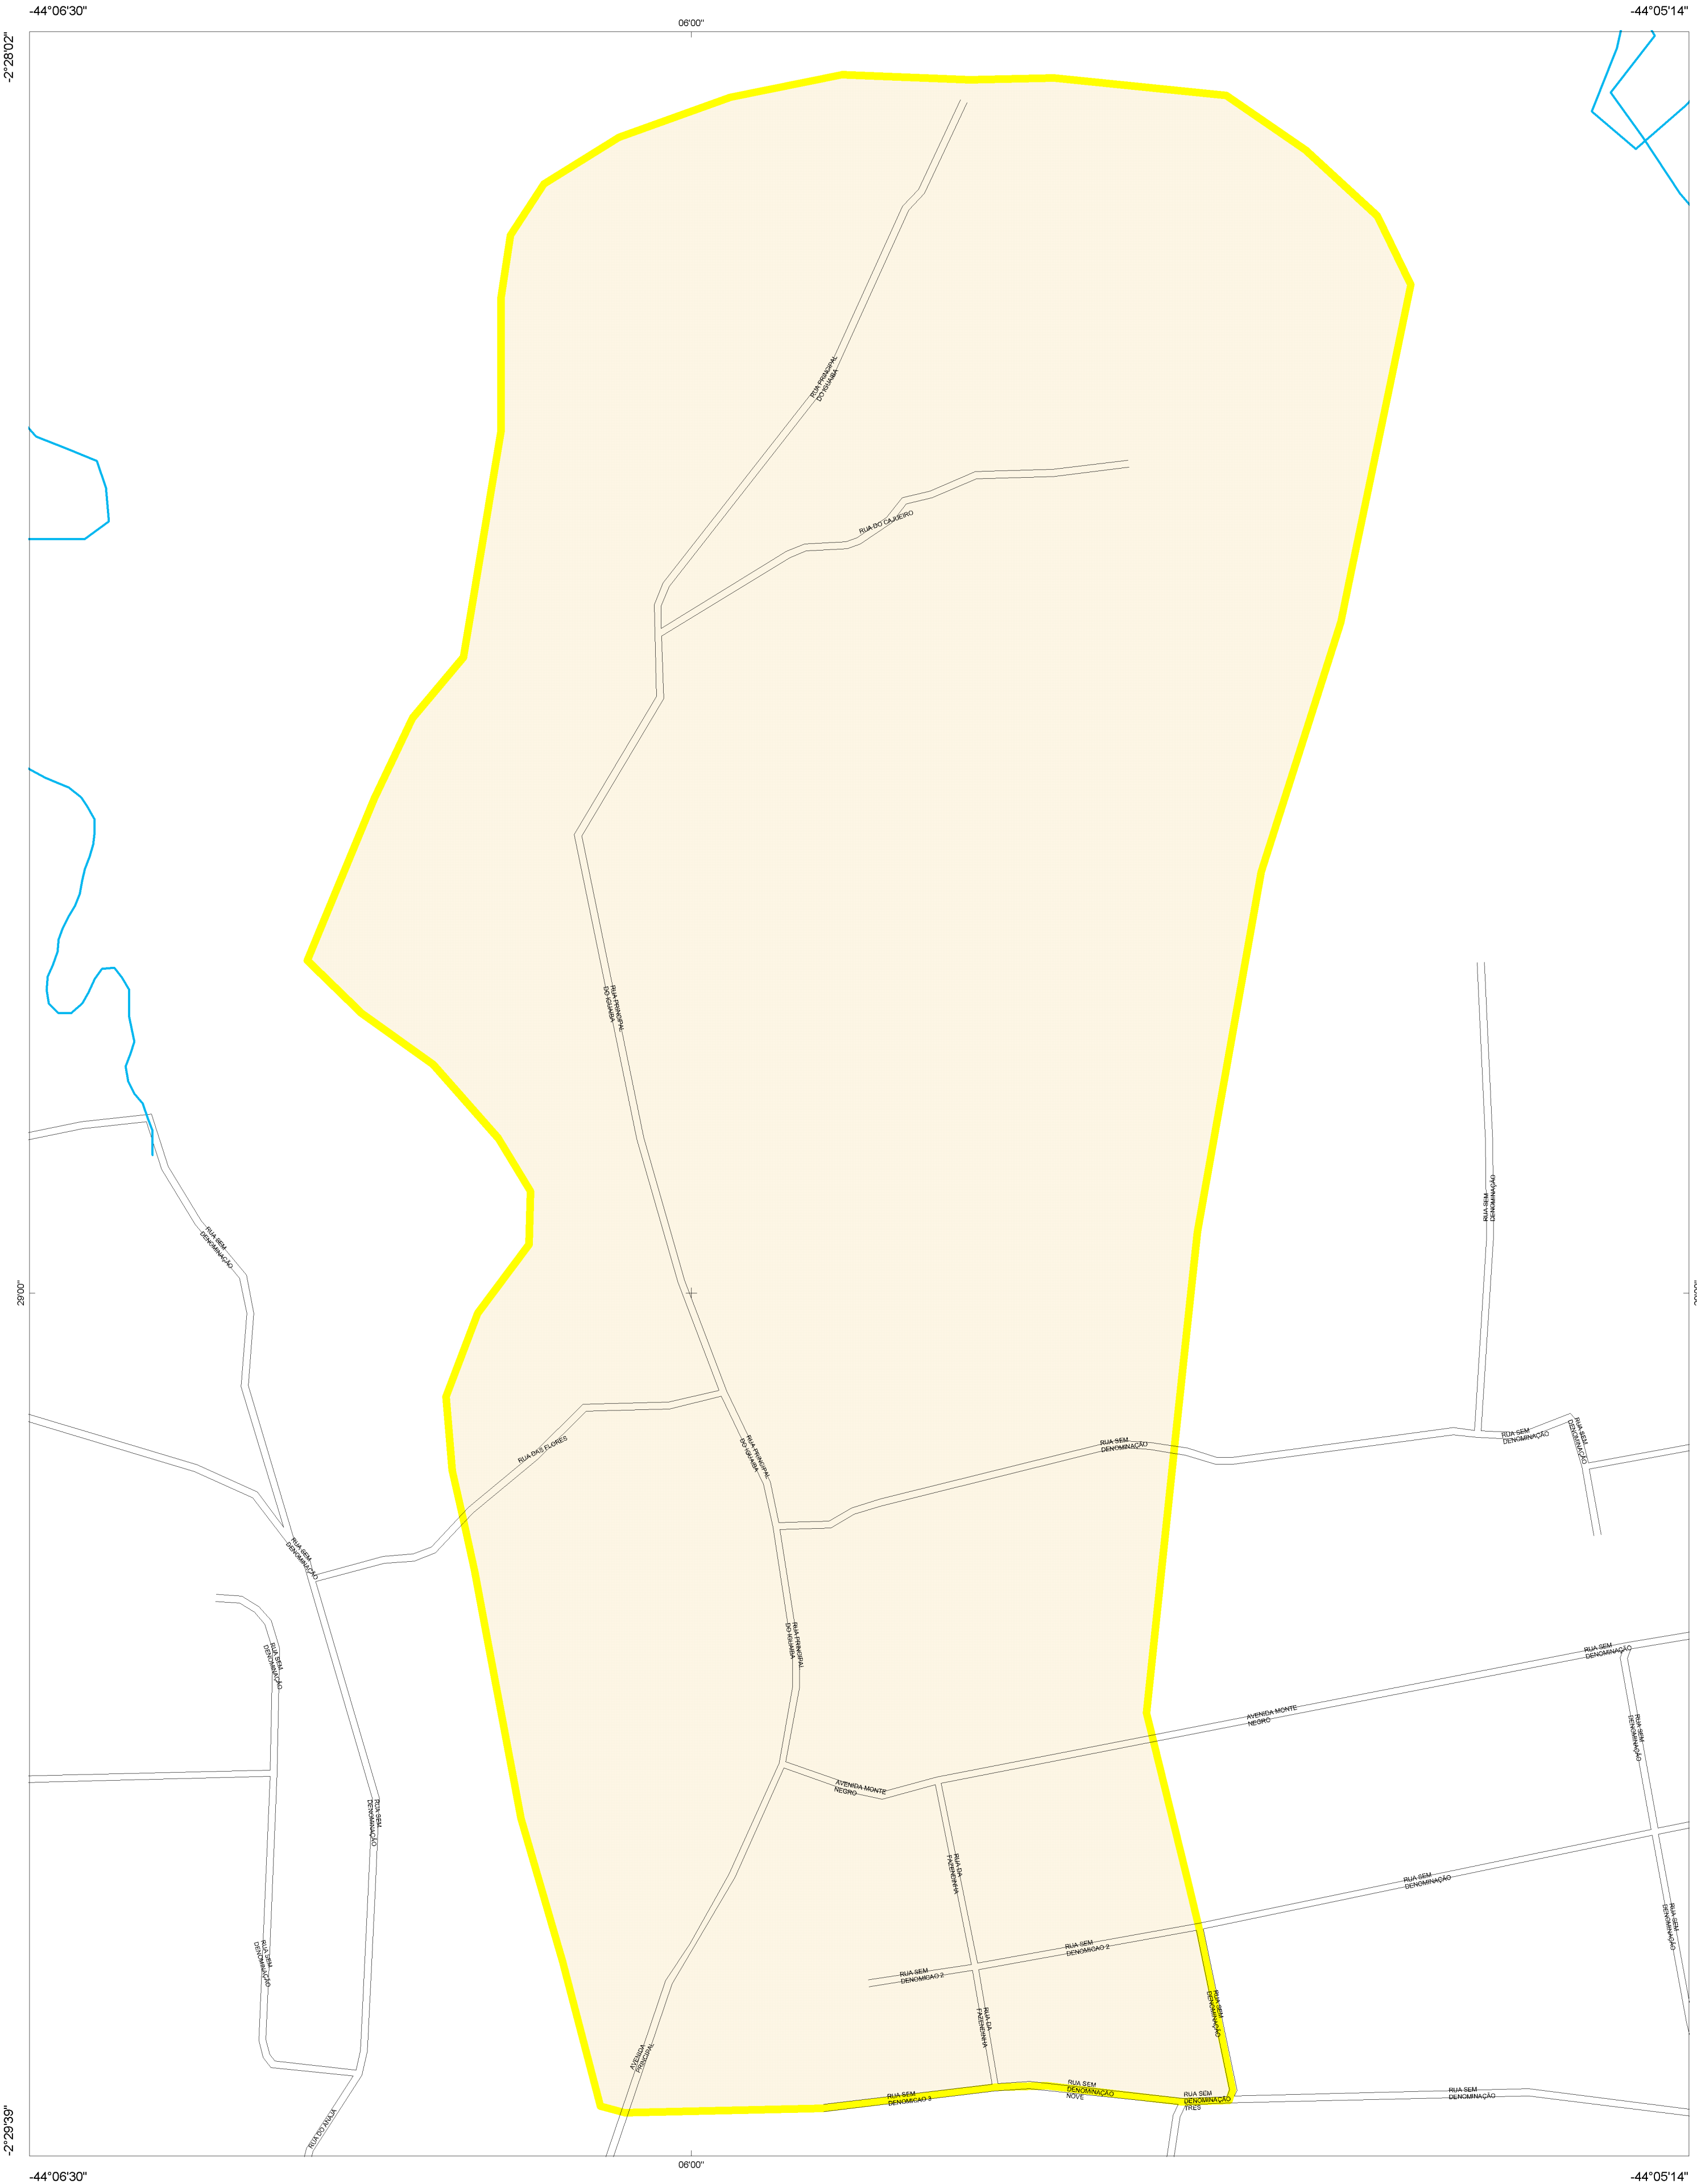 -44°06'30"
06'00"
-44°05'14"
-2°28'02"
RUA PRINCIPAL
DO IGUAIBA
RUA DO CAJUEIRO
RUA PRINCIPAL
DO IGUAIBA
RUA SEM
DENOMINAÇÃO
RUA SEM
DENOMINAÇÃO
29'00"
RUA PRINCIPAL
DO IGUAIBA
RUA DAS FLORES
RUA SEM
DENOMINAÇÃO
RUA SEM
DENOMINAÇÃO
RUA SEM
DENOMINAÇÃO
RUA SEM
DENOMINAÇÃO
RUA SEM
DENOMINAÇÃO
RUA PRINCIPAL
DO IGUAIBA
RUA SEM
DENOMINAÇÃO
AVENIDA MONTE
NEGRO
RUA SEM
DENOMINAÇÃO
AVENIDA MONTE
NEGRO
RUA SEM
DENOMINAÇÃO
RUA DA
FAZENDINHA
RUA SEM
DENOMINAÇÃO
RUA SEM
DENOMINAÇÃO
RUA SEM
DENOMINAÇÃO
RUA SEM
DENOMICAO 2
RUA SEM
DENOMICAO 2
RUA SEM
DENOMINAÇÃO
RUA DA
FAZENDINHA
AVENIDA
PRINCIPAL
RUA SEM
DENOMICAO 3
RUA SEM
DENOMINAÇÃO
NOVE
RUA SEM
DENOMINAÇÃO
TRES
RUA SEM
DENOMINAÇÃO
RUA DO ANAJA
-2°29'39"
-44°06'30"
06'00"
-44°05'14"